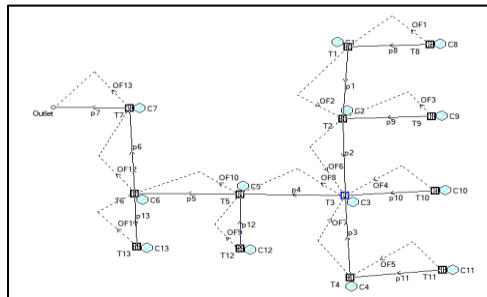 OF1
C1
T1
p8
T8
C8
OF13
p1
OF2
OF3
C2
C7
Outlet
p7
T7
T2
p9
T9
C9
p6
p2
OF6
OF12
OF10
OF8
OF4
C5
T6
C6
p5
T5
p4
T3
C3
p10
T10
C10
p13
p12
OF7
OF11
OF9
p3
T13
C13
T12
C12
OF5
T11
C11
T4
C4
p11